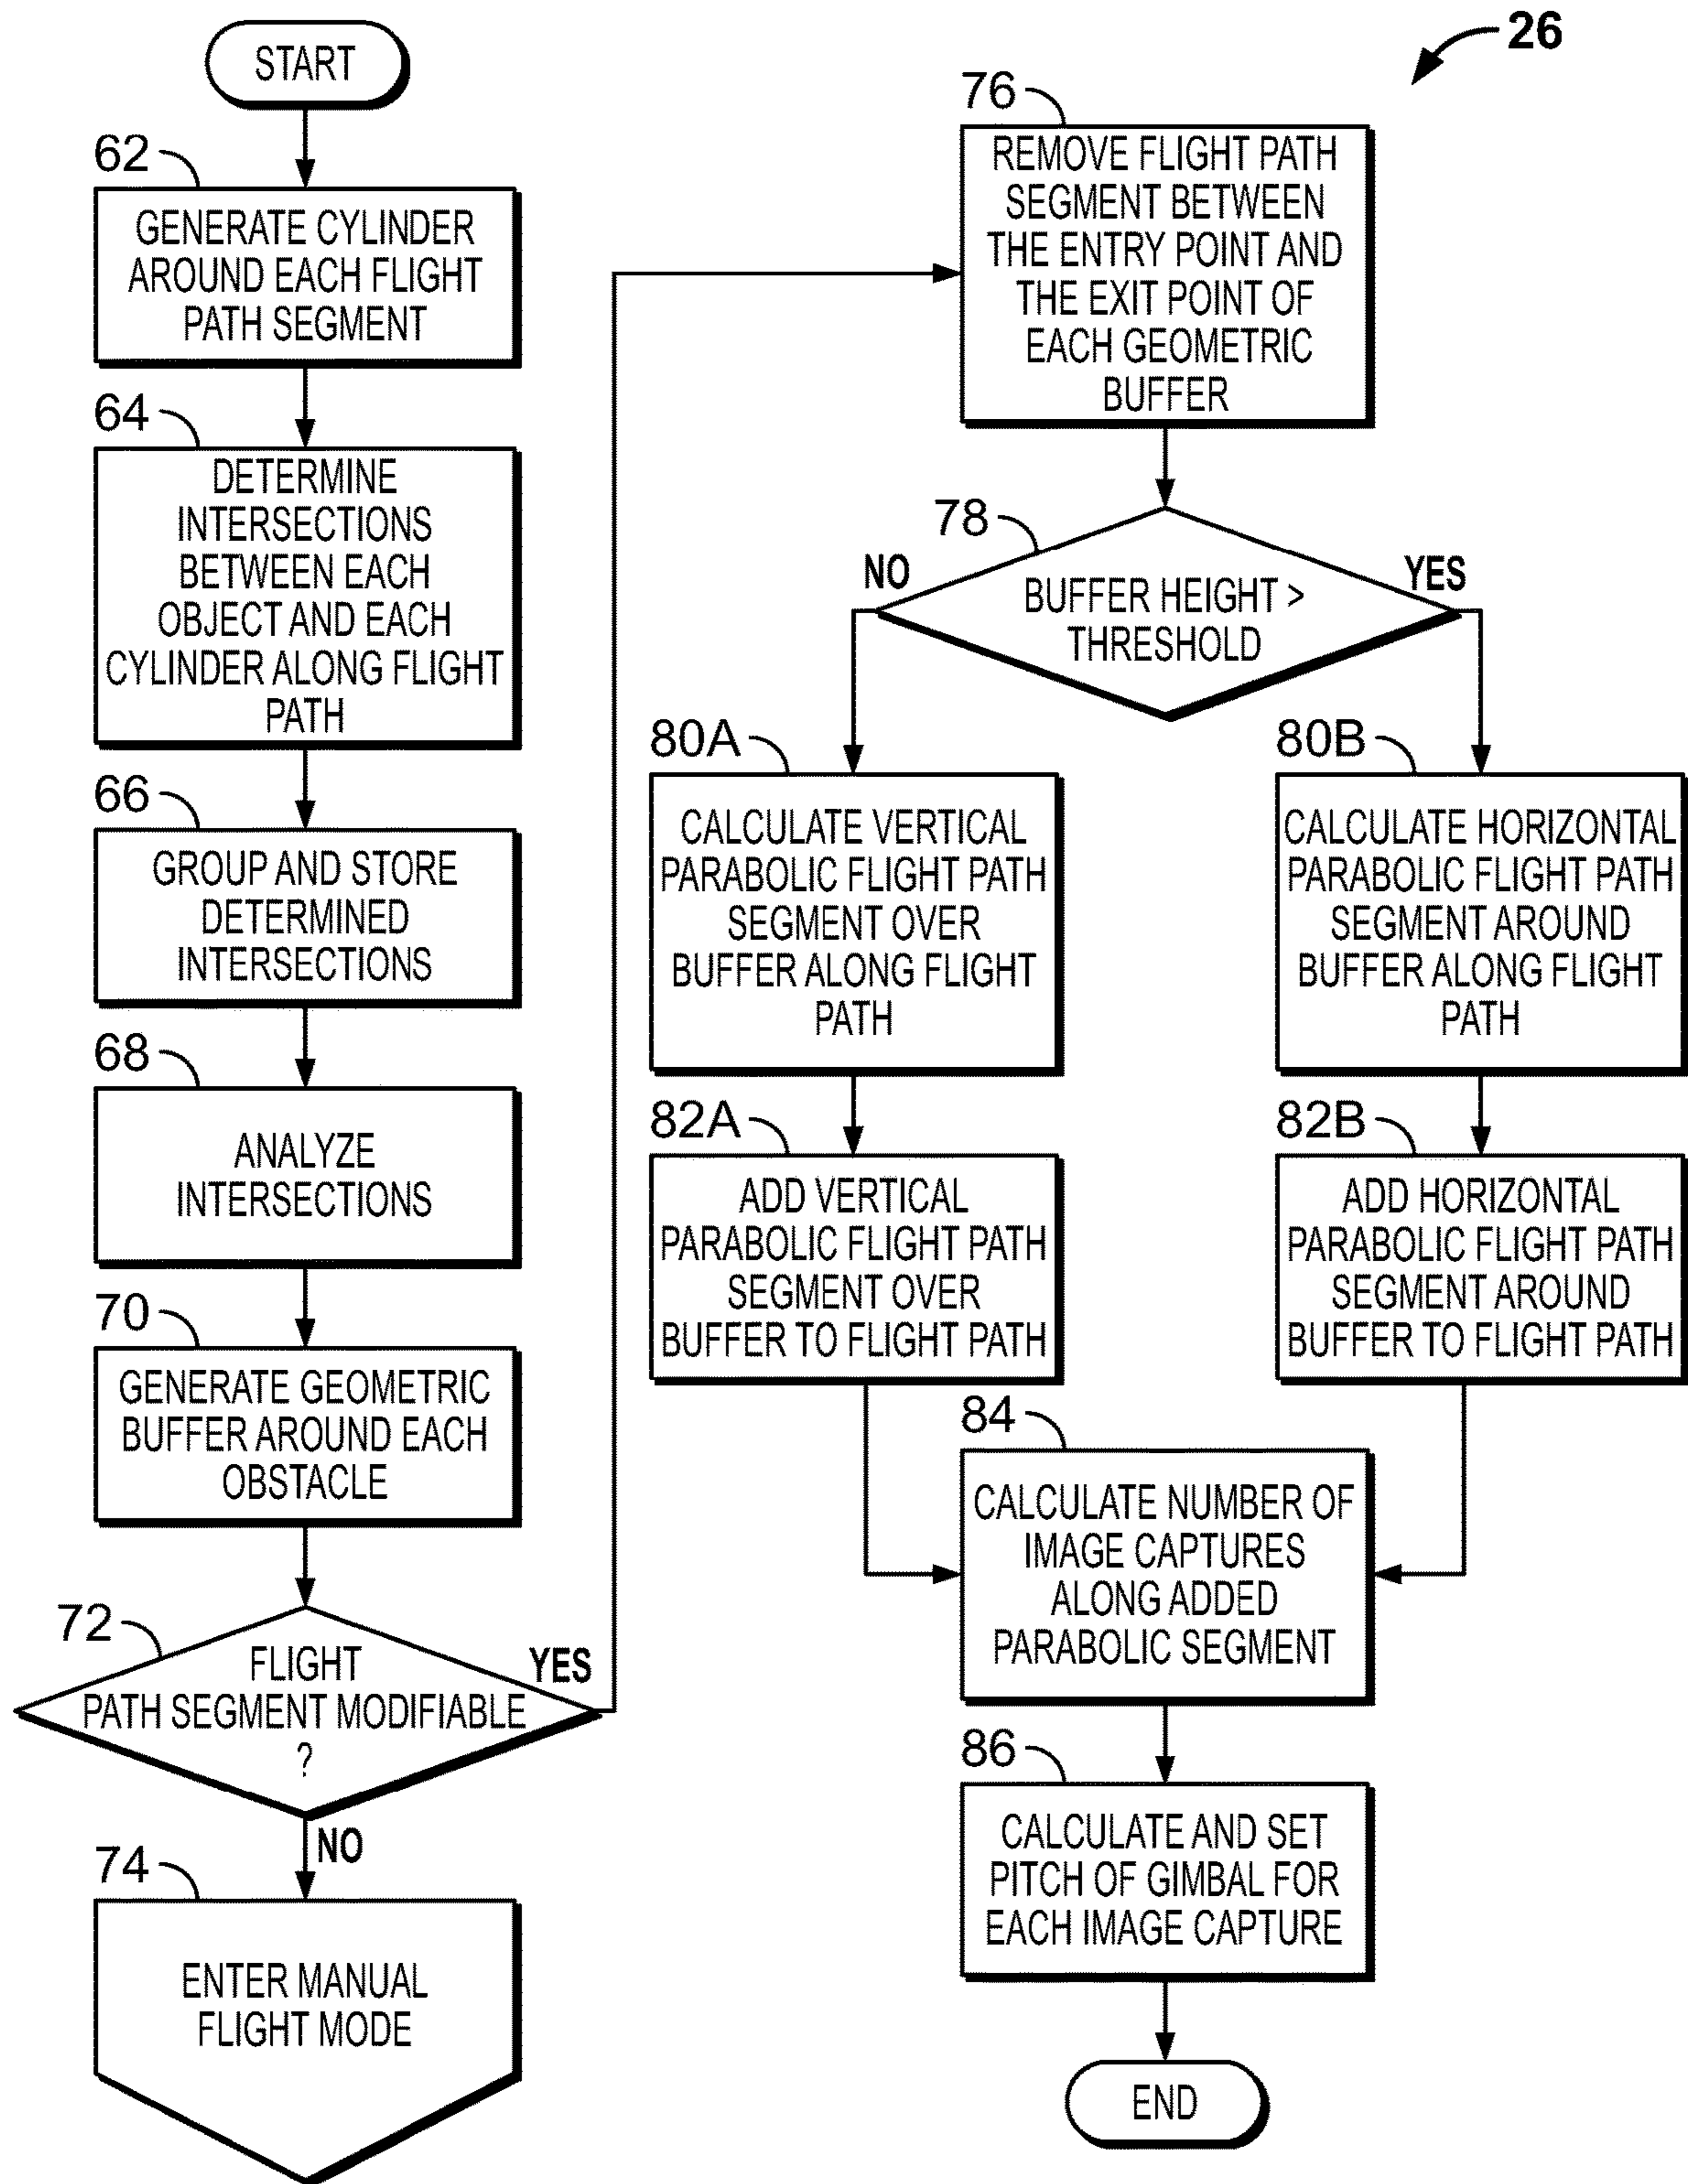 26
START
62
GENERATE CYLINDER
AROUND EACH FLIGHT
PATH SEGMENT
64
DETERMINE
INTERSECTIONS
BETWEEN EACH
OBJECT AND EACH
CYLINDER ALONG FLIGHT
PATH
66
GROUP AND STORE
DETERMINED
INTERSECTIONS
68
ANALYZE
INTERSECTIONS
70
GENERATE GEOMETRIC
BUFFER AROUND EACH
OBSTACLE
72
FLIGHT
PATH SEGMENT MODIFIABLE
?
YES
NO
74
ENTER MANUAL
FLIGHT MODE
76
REMOVE FLIGHT PATH
SEGMENT BETWEEN
THE ENTRY POINT AND
THE EXIT POINT OF
EACH GEOMETRIC
BUFFER
78
NO
BUFFER HEIGHT >
THRESHOLD
YES
80A
CALCULATE VERTICAL
PARABOLIC FLIGHT PATH
SEGMENT OVER
BUFFER ALONG FLIGHT
PATH
80B
CALCULATE HORIZONTAL
PARABOLIC FLIGHT PATH
SEGMENT AROUND
BUFFER ALONG FLIGHT
PATH
82A
ADD VERTICAL
PARABOLIC FLIGHT PATH
SEGMENT OVER
BUFFER TO FLIGHT PATH
82B
ADD HORIZONTAL
PARABOLIC FLIGHT PATH
SEGMENT AROUND
BUFFER TO FLIGHT PATH
84
CALCULATE NUMBER OF
IMAGE CAPTURES
ALONG ADDED
PARABOLIC SEGMENT
86
CALCULATE AND SET
PITCH OF GIMBAL FOR
EACH IMAGE CAPTURE
END